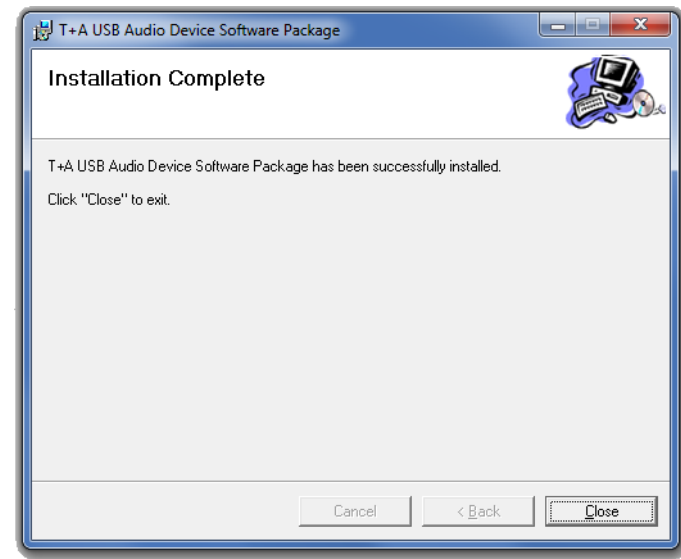 T+A USB Audio Device Software Package
Installation Complete
T+A USB Audio Device Software Package has been successfully installed.
Click "Close" to exit.
Cancel
< Back
Close